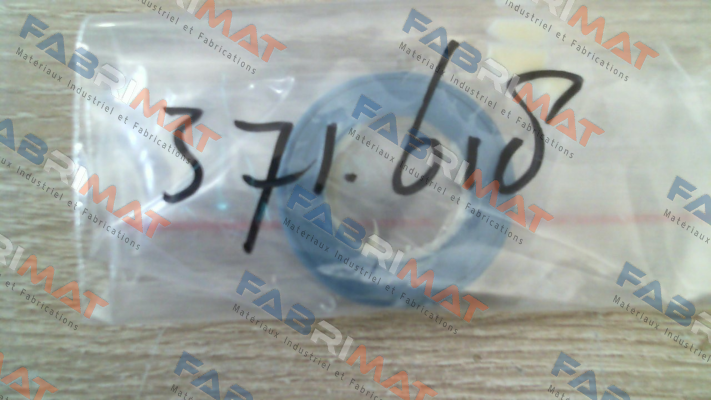 371.618
FABRIMAT
Materiaux Industriel et Fabrications